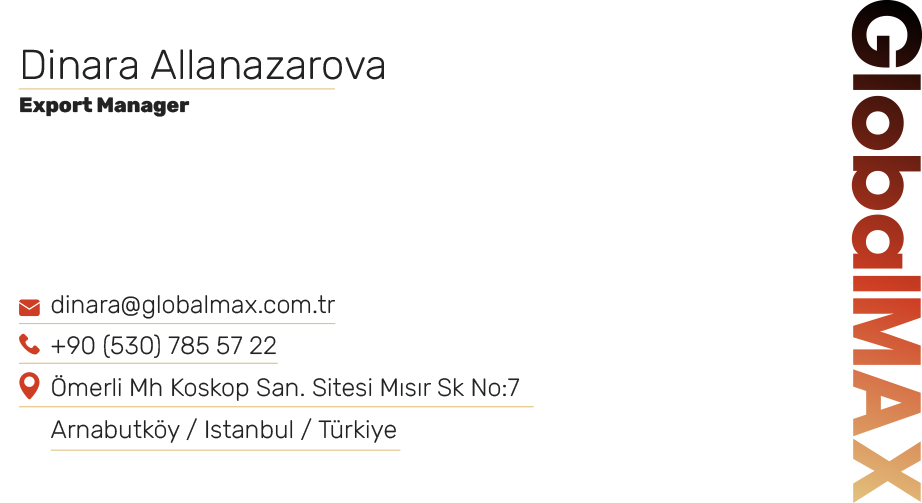 Dinara Allanazarova
Export Manager
dinara@globalmax.com.tr
+90 (530) 785 57 22
Ömerli Mh Koskop San. Sitesi Mısır Sk No:7
Arnabutköy / Istanbul / Türkiye
GlobalMAX